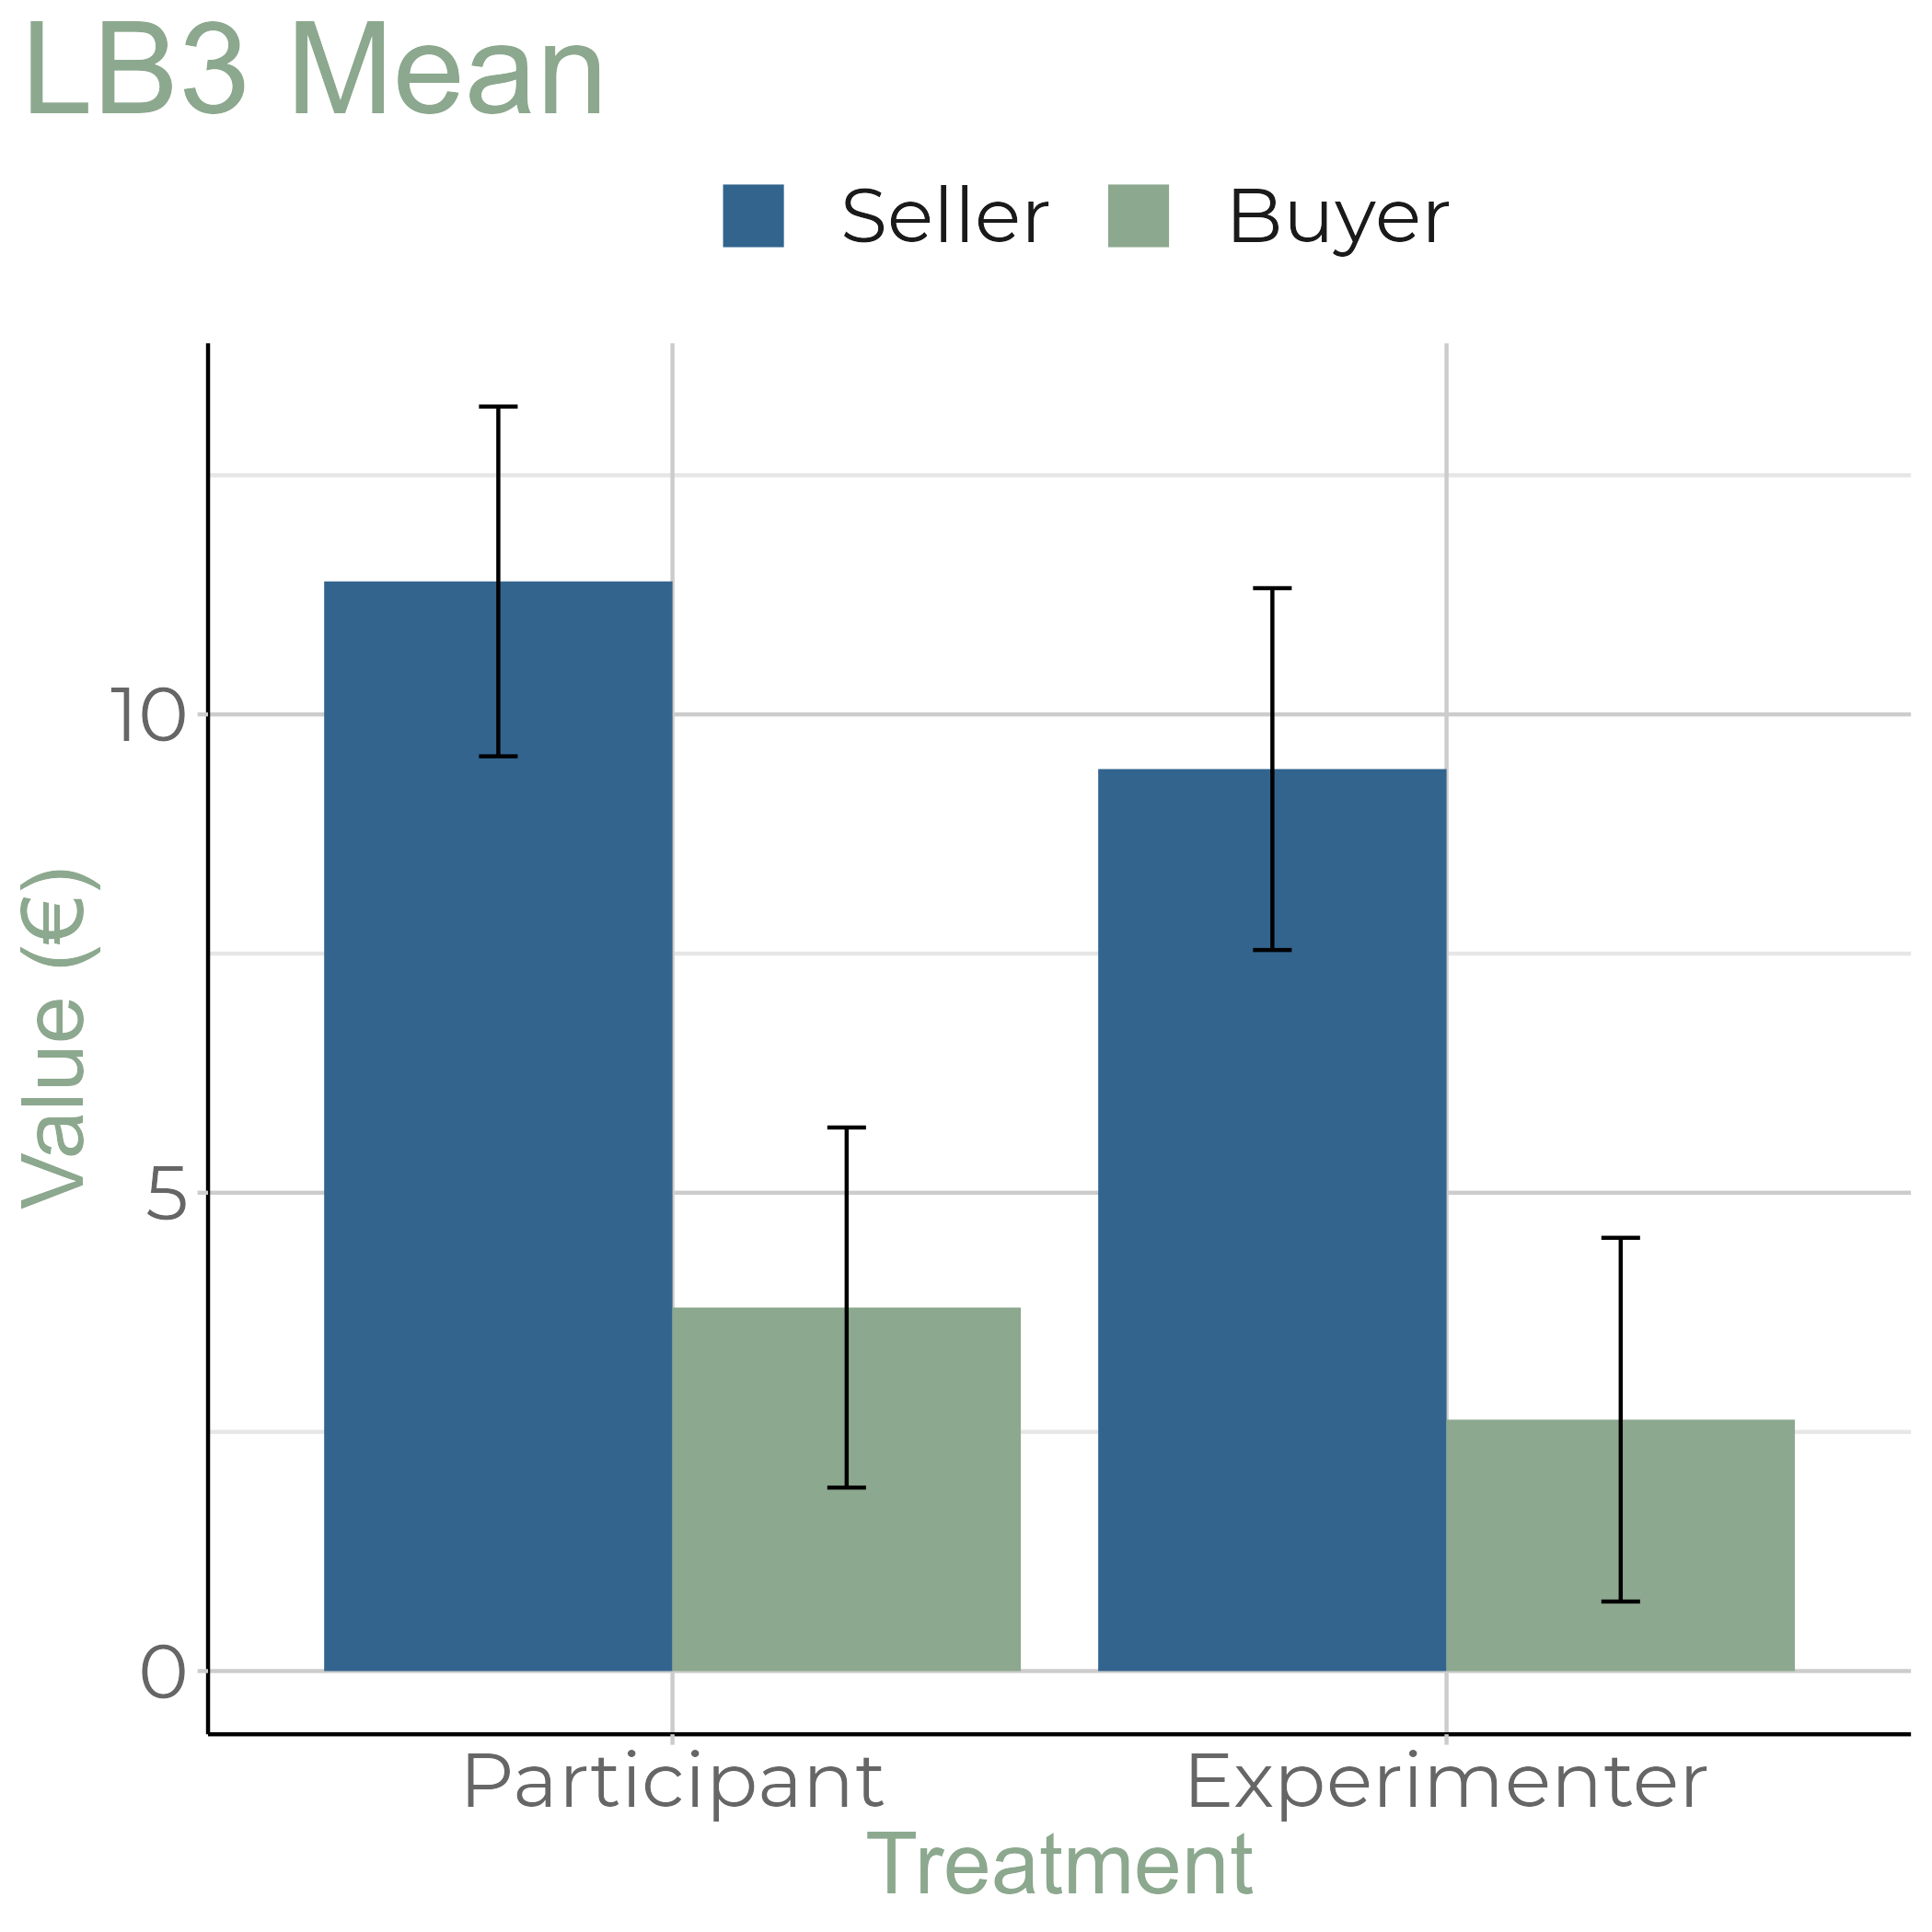 LB3 Mean
Seller Buyer
Value (€)
10
5
0
Participant Experimenter
Treatment